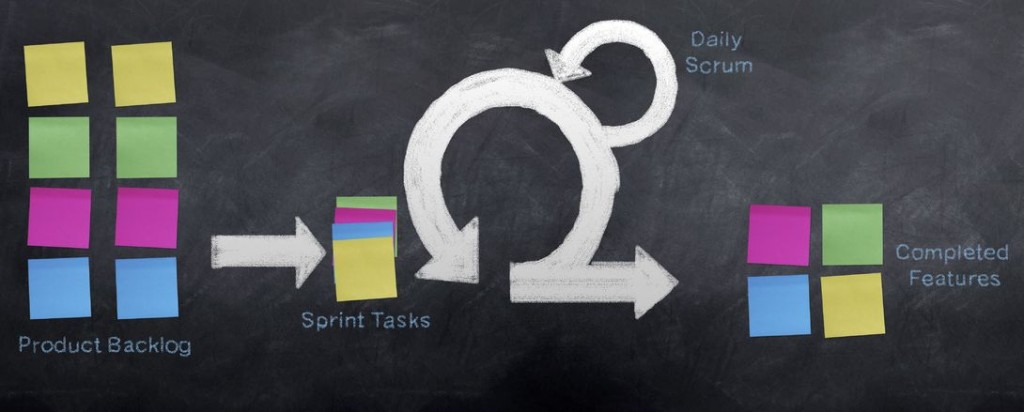 Daily
Scrum
Completed
Features
Sprint Tasks
Product Backlog